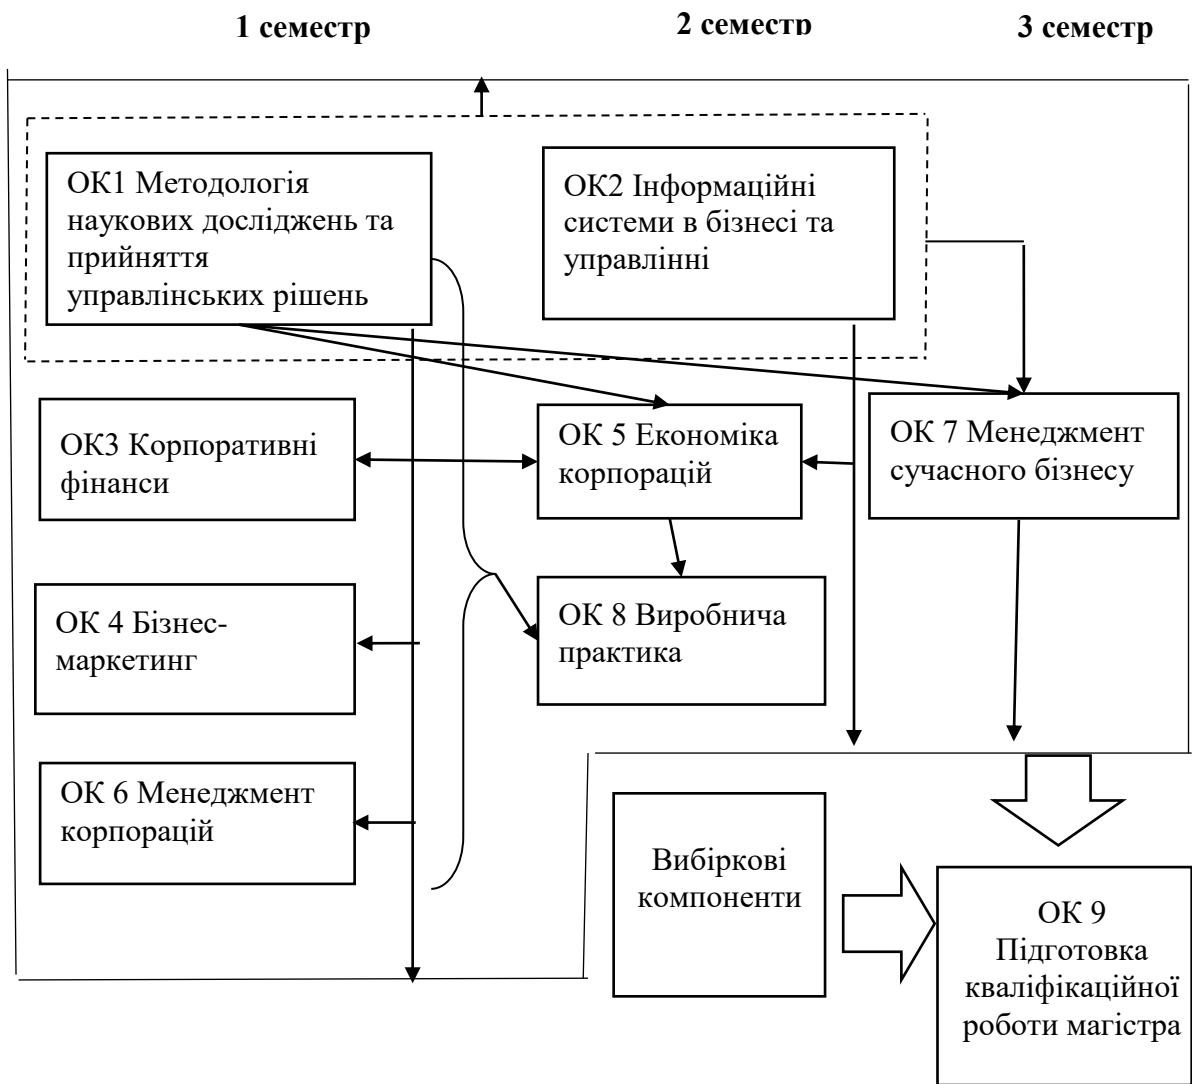 1 семестр
2 семестр
3 семестр
ОК1 Методологія
наукових досліджень та
прийняття
управлінських рішень
ОК2 Інформаційні
системи в бізнесі та
управлінні
ОК3 Корпоративні
фінанси
ОК 5 Економіка
корпорацій
ОК 7 Менеджмент
сучасного бізнесу
ОК 4 Бізнес-
маркетинг
ОК 8 Виробнича
практика
ОК 6 Менеджмент
корпорацій
Вибіркові
компоненти
ОК 9
Підготовка
кваліфікаційної
роботи магістра